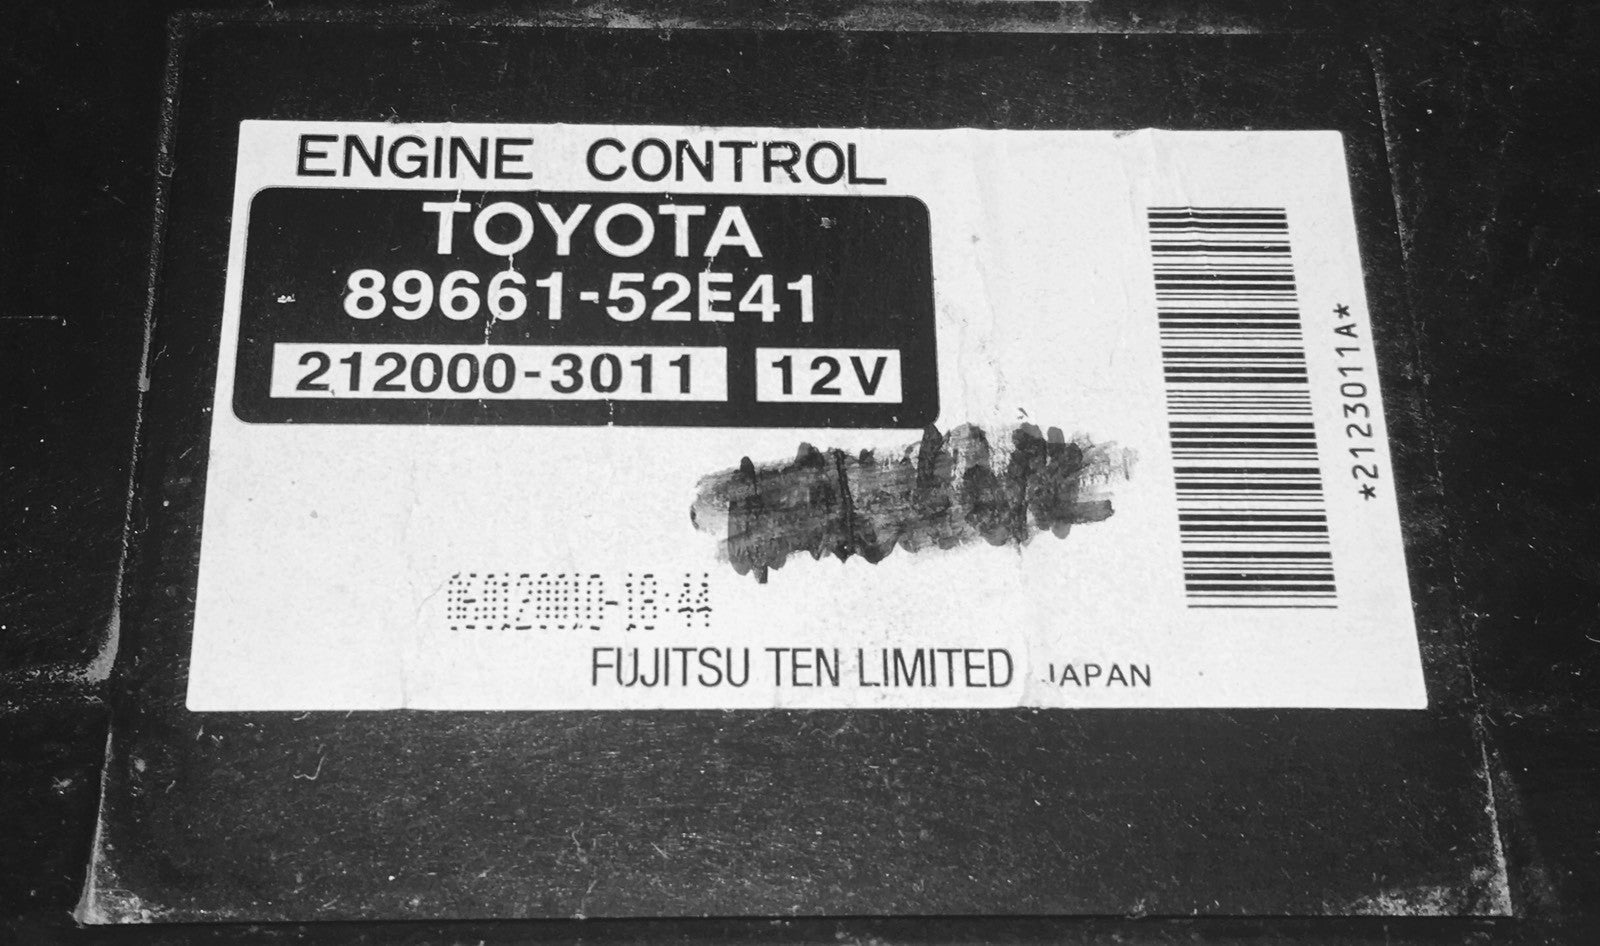 ENGINE CONTROL
TOYOTA
89661-52E41
212000-3011 12V
*2123011A*
FUJITSU TEN LIMITED JAPAN